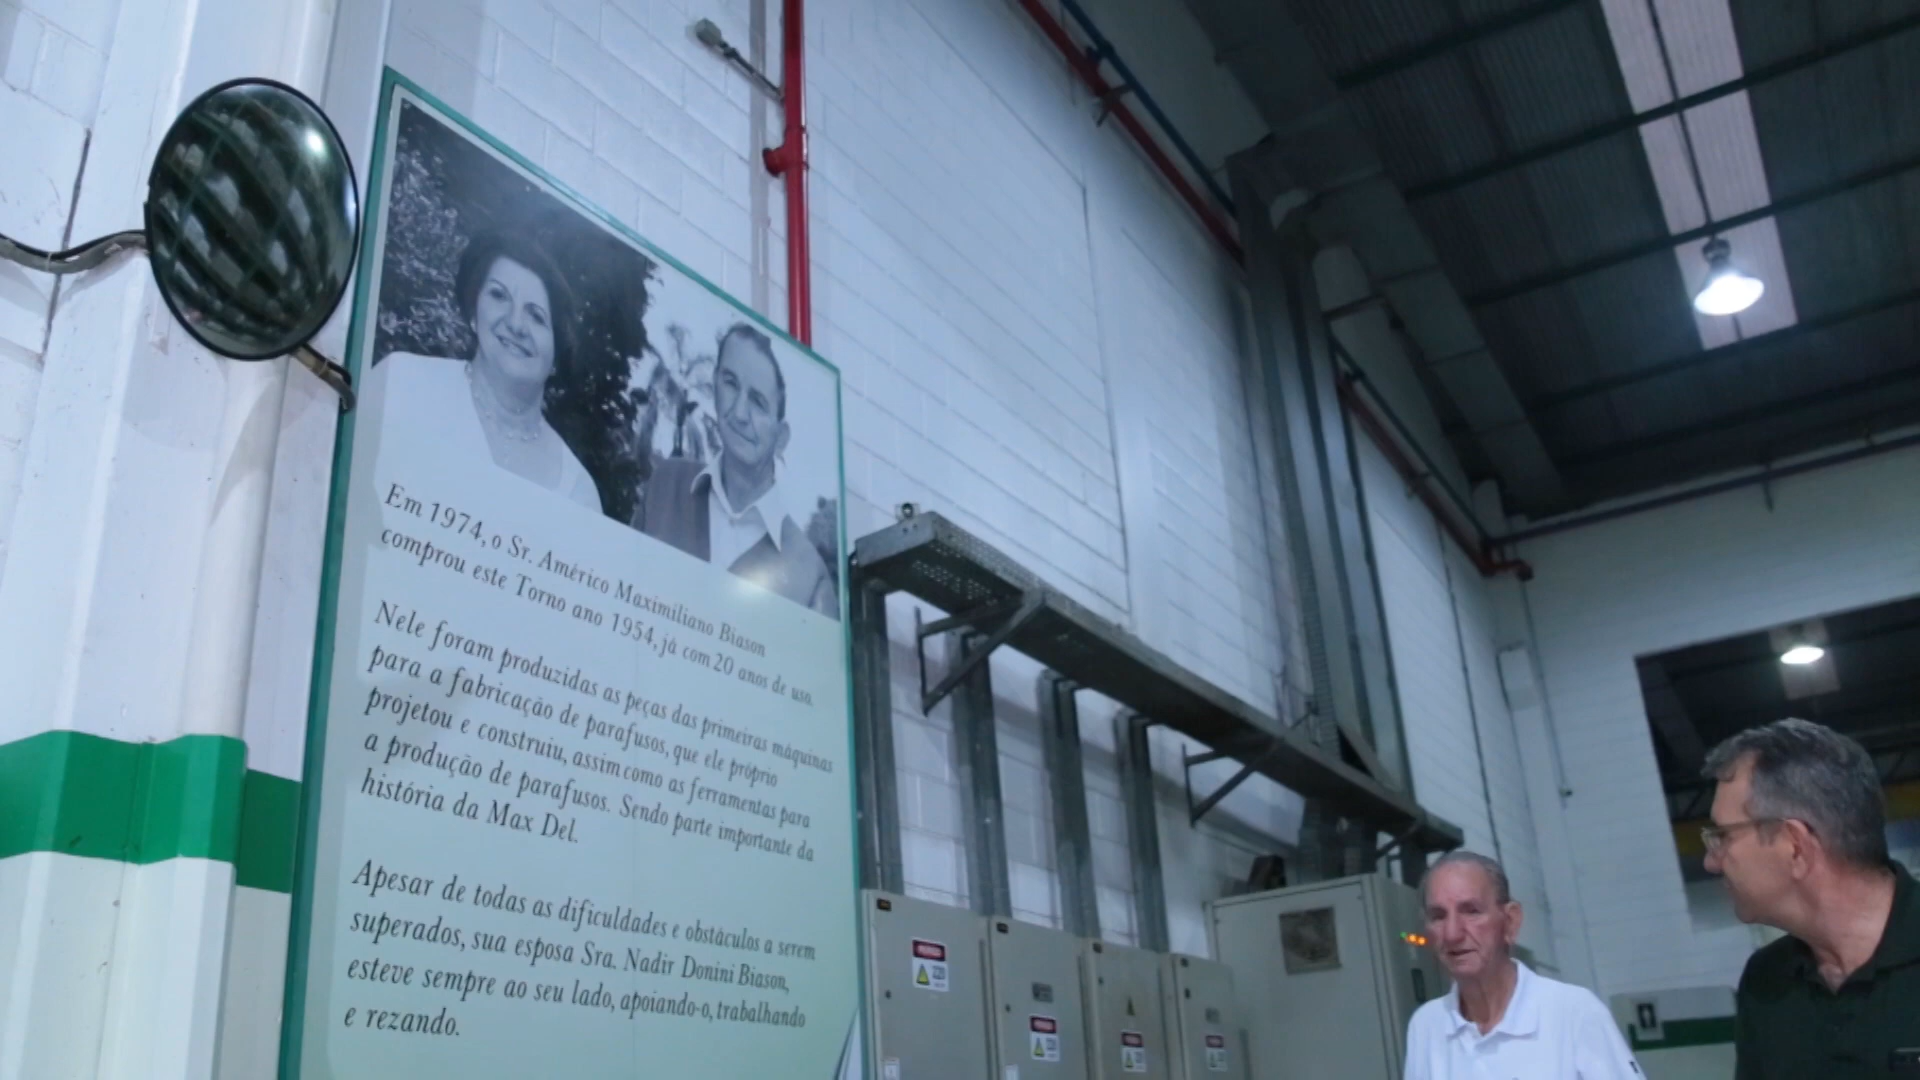 Em 1974, o Sr. Américo Maximiliano Biason
comprou este Torno ano 1954, já com 20 anos de uso.
Nele foram produzidas as peças das primeiras máquinas
para a fabricação de parafusos, que ele próprio
projetou e construiu, assim como as ferramentas para
a produção de parafusos. Sendo parte importante da
história da Max Del.
Apesar de todas as dificuldades e obstáculos a serem
superados, sua esposa Sra. Nadir Donini Biason,
esteve sempre ao seu lado, apoiando-o, trabalhando
e rezando.